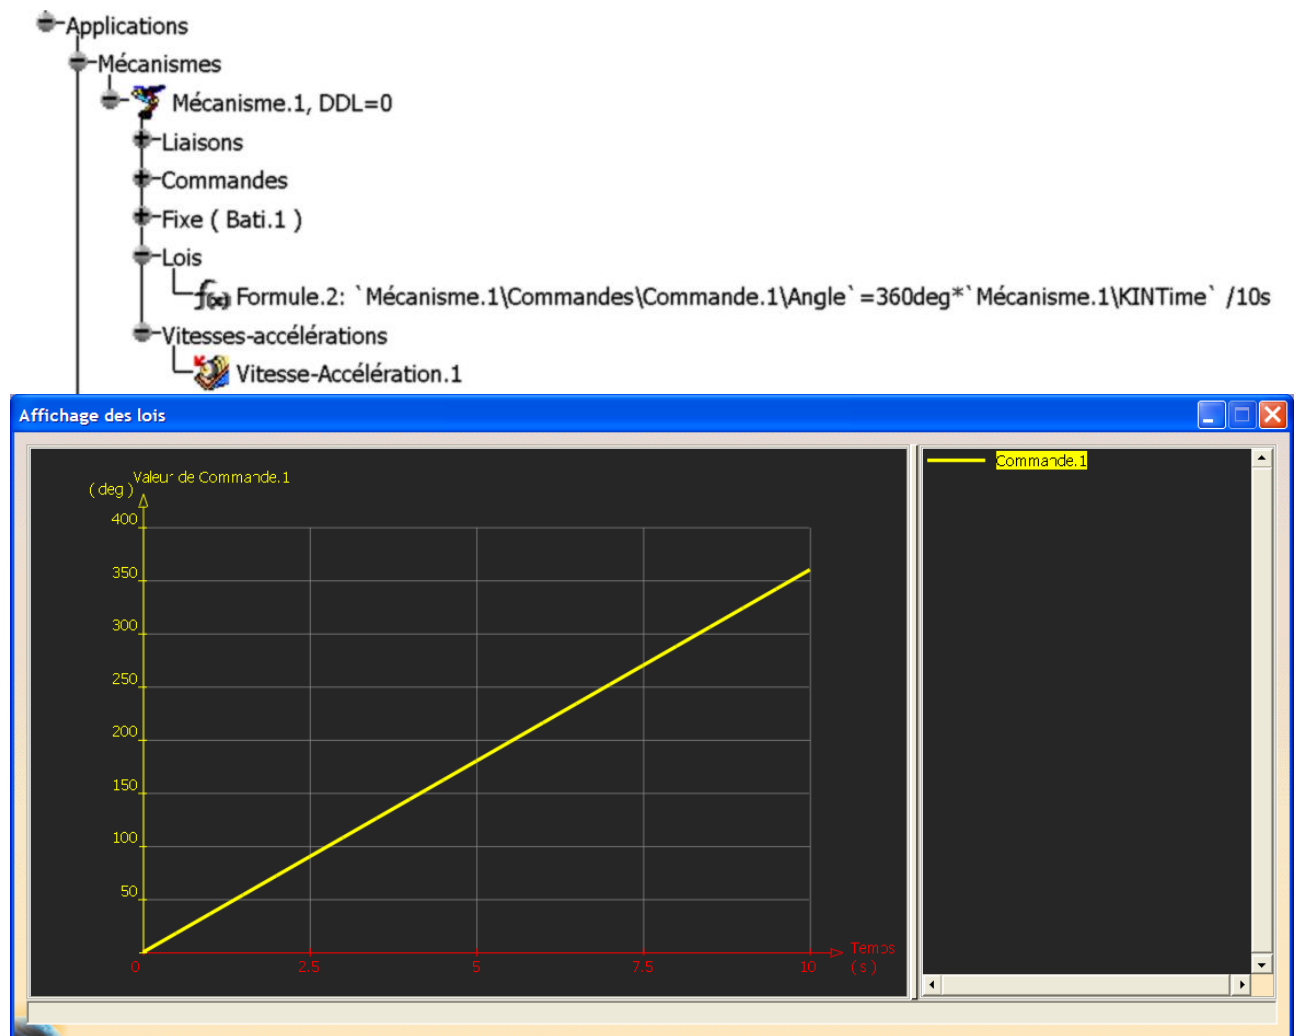 Applications
Mécanismes
Mécanisme.1, DDL=0
Liaisons
Commandes
Fixe ( Bati.1 )
Lois
f(x) Formule.2: `Mécanisme.1\Commandes\Commande.1\Angle`=360deg*`Mécanisme.1\KINTime` /10s
Vitesses-accélérations
Vitesse-Accélération.1
Affichage des lois
Valeur de Commande.1
(deg)
400
350
300
250
200
150
100
50
0 2.5 5 7.5 10
Temps
(s)
Commande.1